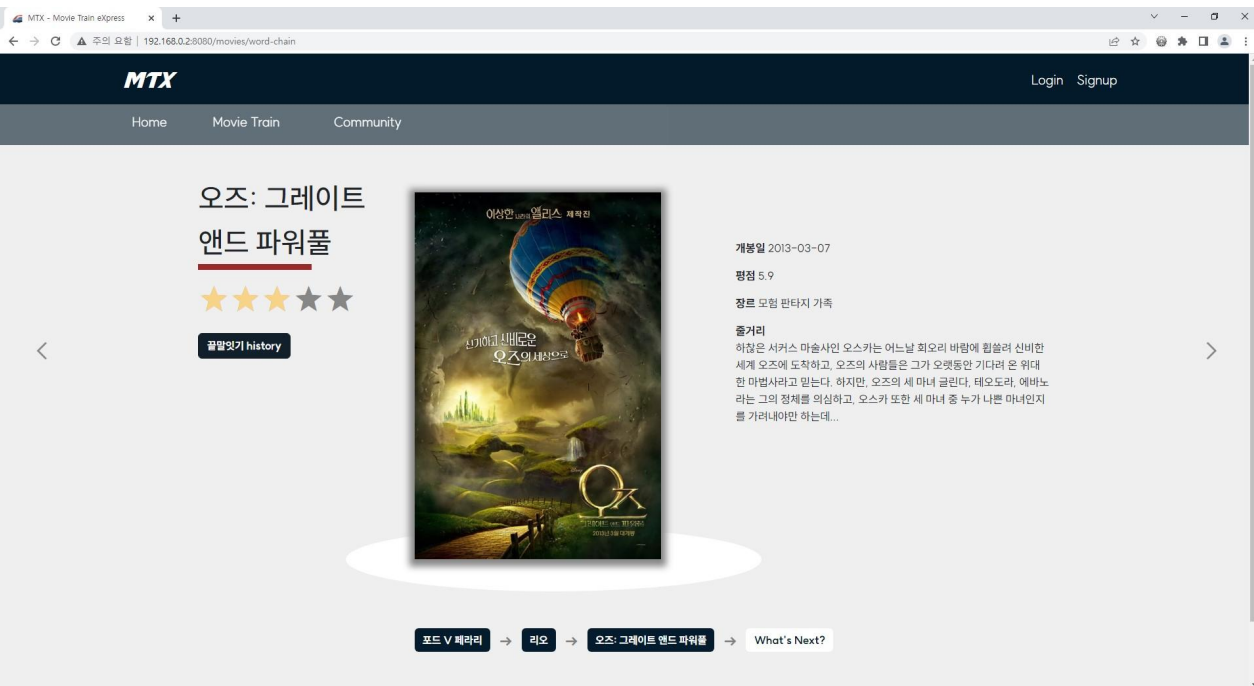 MTX - Movie Train eXpress
주의 요함 | 192.168.0.2:8080/movies/word-chain
MTX
Login Signup
Home Movie Train Community
오즈: 그레이트
앤드 파워풀
끝말잇기 history
이상한 나라의 앨리스 제작진
신기하고 신비로운
오즈의 세상으로
오즈
개봉일 2013-03-07
평점 5.9
장르 모험 판타지 가족
줄거리
하찮은 서커스 마술사인 오스카는 어느날 회오리 바람에 휩쓸려 신비한
세계 오즈에 도착하고, 오즈의 사람들은 그가 오랫동안 기다려 온 위대
한 마법사라고 믿는다. 하지만, 오즈의 세 마녀 글린다, 테오도라, 에바노
라는 그의 정체를 의심하고, 오스카 또한 세 마녀 중 누가 나쁜 마녀인지
를 가려내야만 하는데...
포드 V 페라리 → 리오 → 오즈: 그레이트 앤드 파워풀 → What's Next?